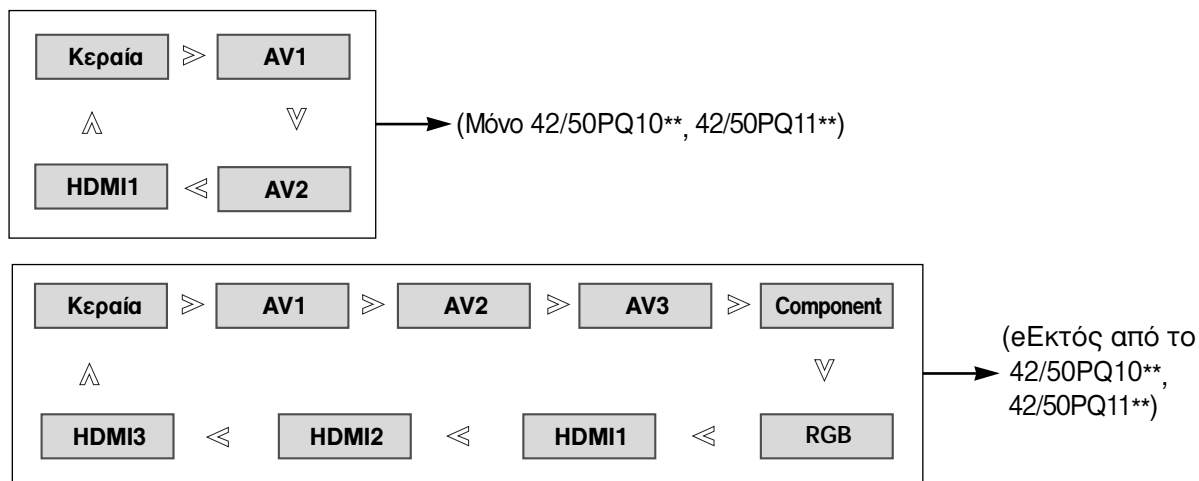 Κεραία AV1
HDMI1 AV2
(Μόνο 42/50PQ10**, 42/50PQ11**)
Κεραία AV1 AV2 AV3 Component
HDMI3 HDMI2 HDMI1 RGB
(eΕκτός από το
42/50PQ10**,
42/50PQ11**)